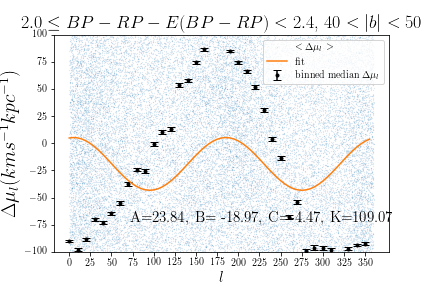 2.0 ≤ BP − RP − E(BP − RP) < 2.4, 40 < |b| < 50
Δμ_l (kms^{-1}kpc^{-1})
100
75
50
25
0
−25
−50
−75
−100
< Δμ_l >
fit
binned median Δμ_l
A=23.84, B= -18.97, C=-4.47, K=109.07
0 25 50 75 100 125 150 175 200 225 250 275 300 325 350
l